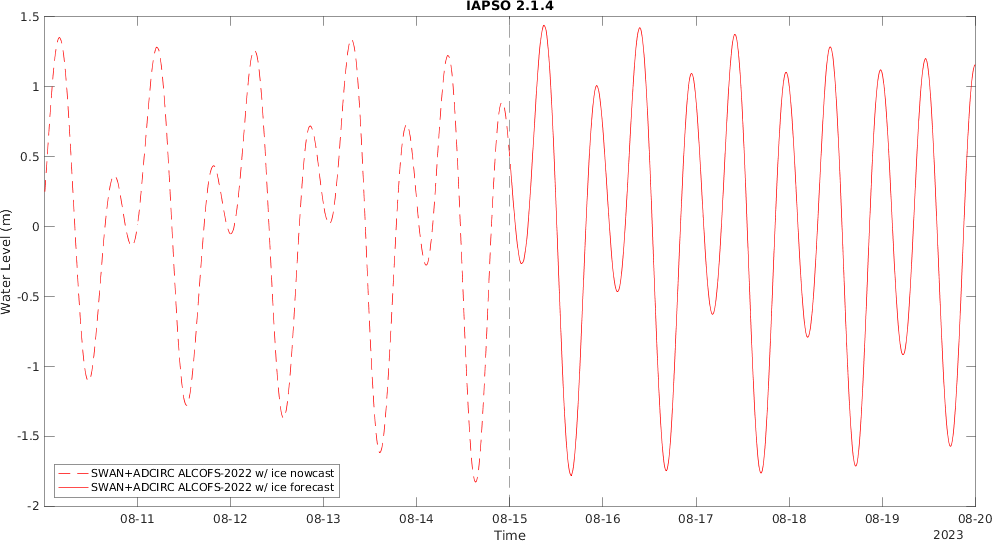 IAPSO 2.1.4
1.5
1
0.5
0
-0.5
-1
-1.5
-2
Water Level (m)
SWAN+ADCIRC ALCOFS-2022 w/ ice nowcast
SWAN+ADCIRC ALCOFS-2022 w/ ice forecast
08-11 08-12 08-13 08-14 08-15 08-16 08-17 08-18 08-19 08-20
Time
2023